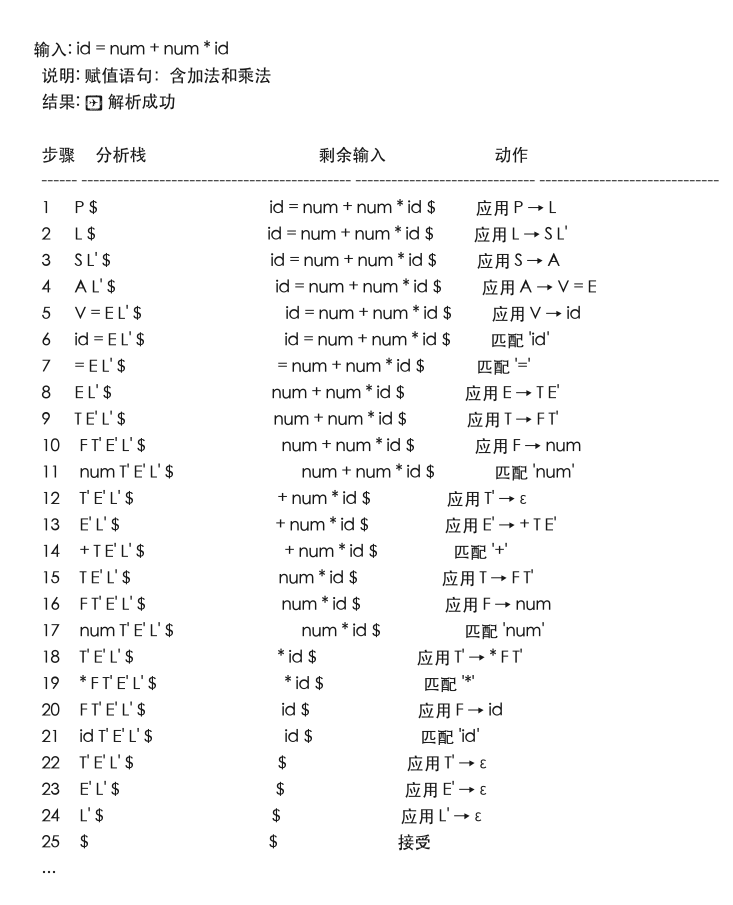 输入: id = num + num * id
说明: 赋值语句：含加法和乘法
结果: 解析成功
步骤 分析栈 剩余输入 动作
------ --------------------------------------------- ------------------------------ ------------------------------
1 P $ id = num + num * id $ 应用 P → L
2 L $ id = num + num * id $ 应用 L → S L'
3 S L' $ id = num + num * id $ 应用 S → A
4 A L' $ id = num + num * id $ 应用 A → V = E
5 V = E L' $ id = num + num * id $ 应用 V → id
6 id = E L' $ id = num + num * id $ 匹配 'id'
7 = E L' $ = num + num * id $ 匹配 '='
8 E L' $ num + num * id $ 应用 E → T E'
9 T E' L' $ num + num * id $ 应用 T → F T'
10 F T' E' L' $ num + num * id $ 应用 F → num
11 num T' E' L' $ num + num * id $ 匹配 'num'
12 T' E' L' $ + num * id $ 应用 T' → ε
13 E' L' $ + num * id $ 应用 E' → + T E'
14 + T E' L' $ + num * id $ 匹配 '+'
15 T E' L' $ num * id $ 应用 T → F T'
16 F T' E' L' $ num * id $ 应用 F → num
17 num T' E' L' $ num * id $ 匹配 'num'
18 T' E' L' $ * id $ 应用 T' → * F T'
19 * F T' E' L' $ * id $ 匹配 '*'
20 F T' E' L' $ id $ 应用 F → id
21 id T' E' L' $ id $ 匹配 'id'
22 T' E' L' $ $ 应用 T' → ε
23 E' L' $ $ 应用 E' → ε
24 L' $ $ 应用 L' → ε
25 $ $ 接受
...